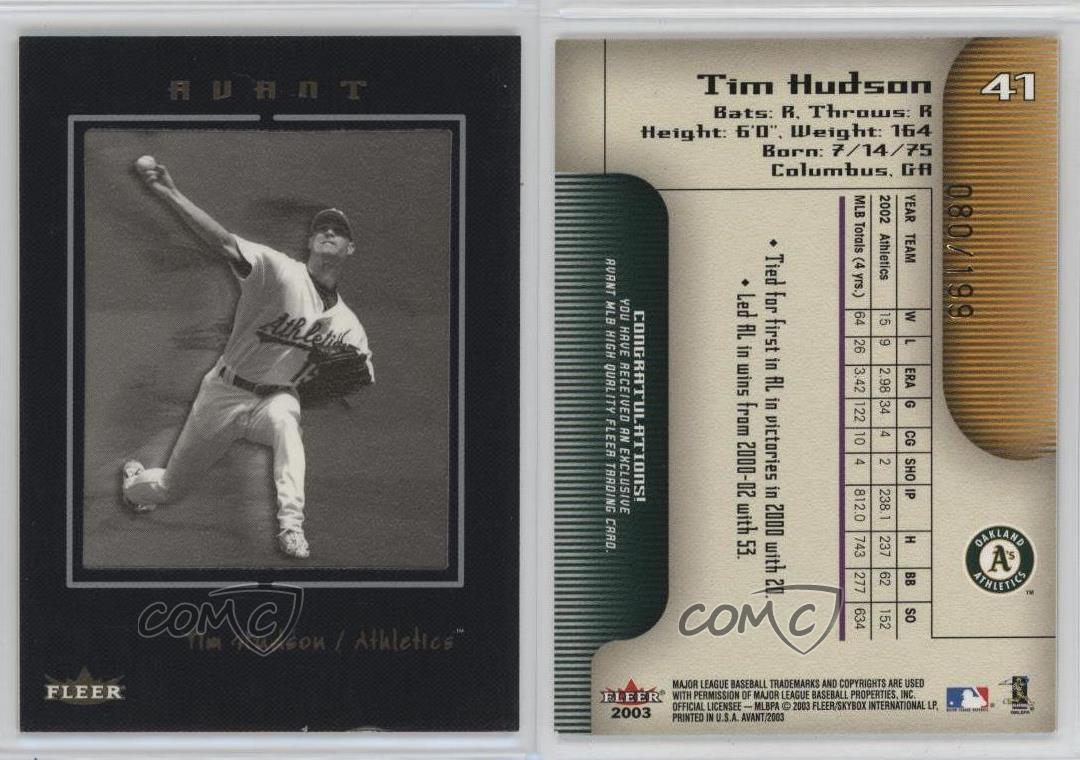 AVANT
Tim Hudson / Athletics™
FLEER
COMC
41
Tim Hudson
Bats: R, Throws: R
Height: 6'0", Weight: 164
Born: 7/14/75
Columbus, GA
080/199
YEAR TEAM W L ERA G CG SHO IP H BB SO
2002 Athletics 15 9 2.98 34 4 2 238.1 237 62 152
MLB Totals (4 yrs.) 64 26 3.42 122 10 4 812.0 743 277 634
• Tied for first in AL in victories in 2000 with 20.
• Led AL in wins from 2000-02 with 53.
CONGRATULATIONS!
YOU HAVE RECEIVED AN EXCLUSIVE
AVANT MLB HIGH QUALITY FLEER TRADING CARD.
OAKLAND
A's
ATHLETICS
™
COMC
FLEER
2003
MAJOR LEAGUE BASEBALL TRADEMARKS AND COPYRIGHTS ARE USED
WITH PERMISSION OF MAJOR LEAGUE BASEBALL PROPERTIES, INC.
OFFICIAL LICENSEE — MLBPA © 2003 FLEER/SKYBOX INTERNATIONAL LP,
PRINTED IN U.S.A. AVANT/2003